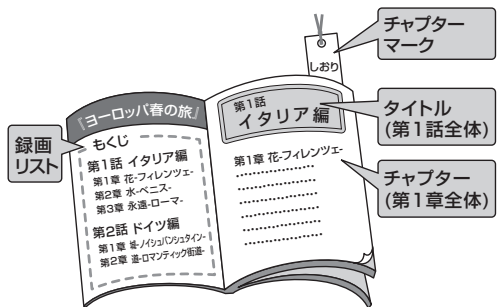 チャプター
マーク
しおり
『ヨーロッパ春の旅』
もくじ
第1話 イタリア編
第1章 花-フィレンツェ-
第2章 水-ベニス-
第3章 永遠-ローマ-
第2話 ドイツ編
第1章 城-ノイシュバンシュタイン-
第2章 道-ロマンティック街道-
録画
リスト
第1話
イタリア編
第1章 花-フィレンツェ-
タイトル
(第1話全体)
チャプター
(第1章全体)